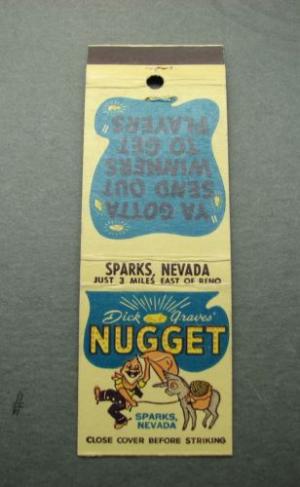 YA GOTTA
SEND OUT
WINNERS
TO GET
PLAYERS
SPARKS, NEVADA
JUST 3 MILES EAST OF RENO
Dick Graves'
NUGGET
SPARKS,
NEVADA
CLOSE COVER BEFORE STRIKING